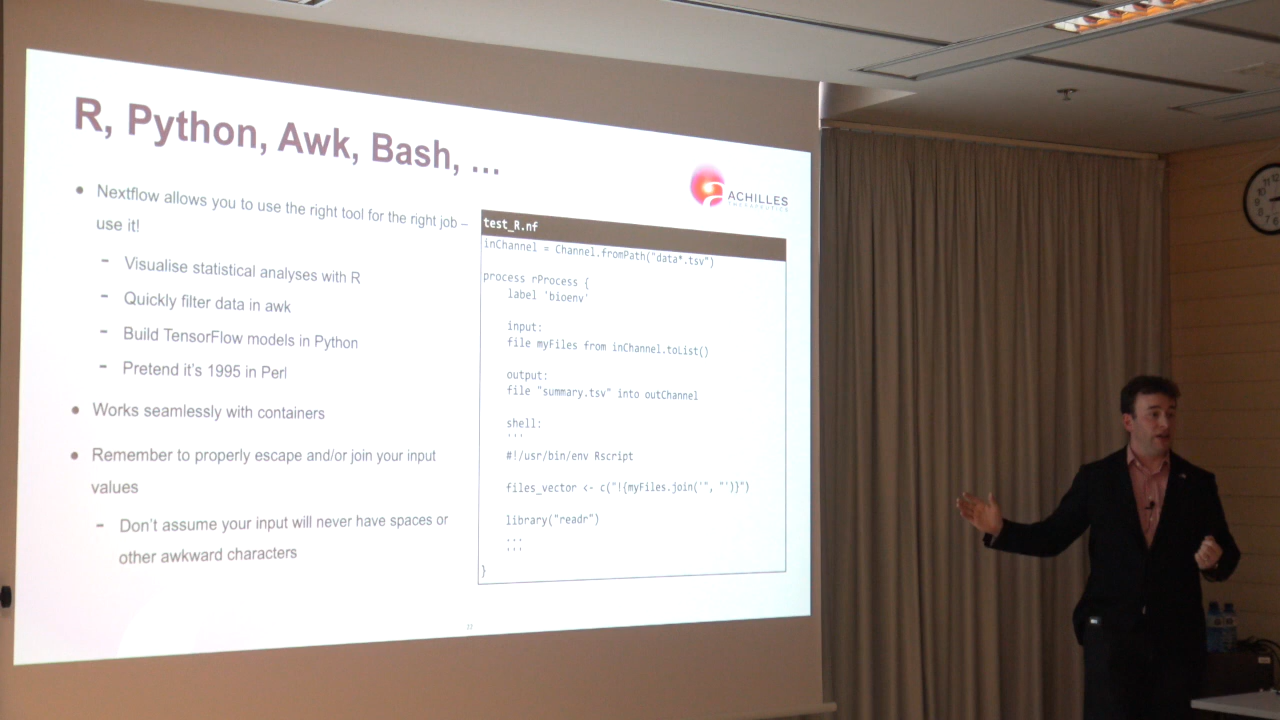 R, Python, Awk, Bash, ...
• Nextflow allows you to use the right tool for the right job –
use it!
- Visualise statistical analyses with R
- Quickly filter data in awk
- Build TensorFlow models in Python
- Pretend it's 1995 in Perl
• Works seamlessly with containers
• Remember to properly escape and/or join your input
values
- Don't assume your input will never have spaces or
other awkward characters
ACHILLES
THERAPEUTICS
test_R.nf
inChannel = Channel.fromPath("data*.tsv")
process rProcess {
label 'bioenv'
input:
file myFiles from inChannel.toList()
output:
file "summary.tsv" into outChannel
shell:
'''
#!/usr/bin/env Rscript
files_vector <- c("!{myFiles.join('", "')}")
library("readr")
...
'''
}